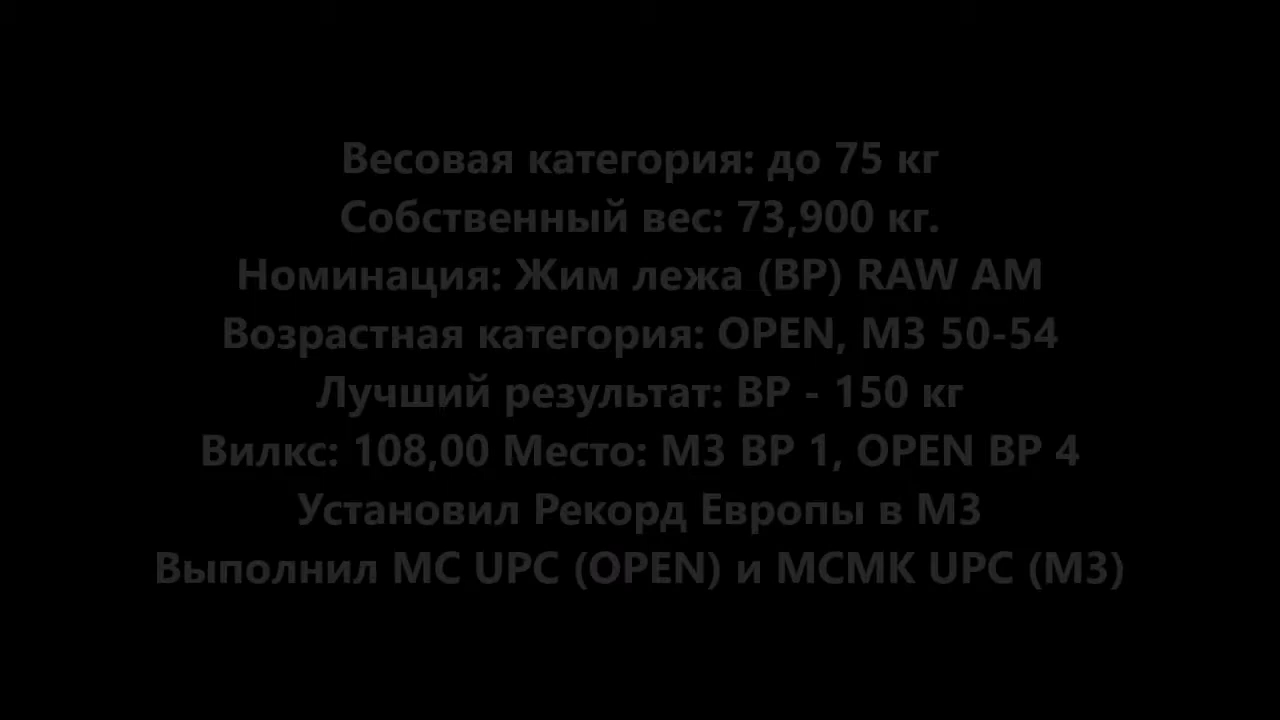 Весовая категория: до 75 кг
Собственный вес: 73,900 кг.
Номинация: Жим лежа (BP) RAW AM
Возрастная категория: OPEN, M3 50-54
Лучший результат: BP - 150 кг
Вилкс: 108,00 Место: M3 BP 1, OPEN BP 4
Установил Рекорд Европы в M3
Выполнил МС UPC (OPEN) и МСМК UPC (M3)